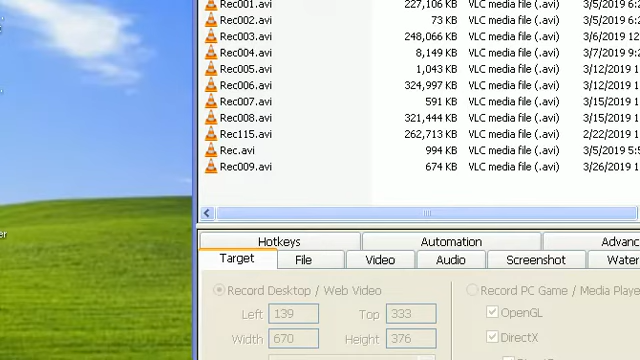 Rec001.avi 227,106 KB VLC media file (.avi) 3/5/2019 6:
Rec002.avi 73 KB VLC media file (.avi) 3/5/2019 6:2
Rec003.avi 248,066 KB VLC media file (.avi) 3/6/2019 12
Rec004.avi 8,149 KB VLC media file (.avi) 3/7/2019 9:2
Rec005.avi 1,043 KB VLC media file (.avi) 3/12/2019 1
Rec006.avi 324,997 KB VLC media file (.avi) 3/12/2019 1
Rec007.avi 591 KB VLC media file (.avi) 3/15/2019 1
Rec008.avi 321,444 KB VLC media file (.avi) 3/15/2019 1
Rec115.avi 262,713 KB VLC media file (.avi) 2/22/2019 1
Rec.avi 994 KB VLC media file (.avi) 3/5/2019 5:5
Rec009.avi 674 KB VLC media file (.avi) 3/26/2019 1
er
Hotkeys Automation Advanc
Target File Video Audio Screenshot Water
Record Desktop / Web Video Record PC Game / Media Playe
Left 139 Top 333 OpenGL
Width 670 Height 376 DirectX